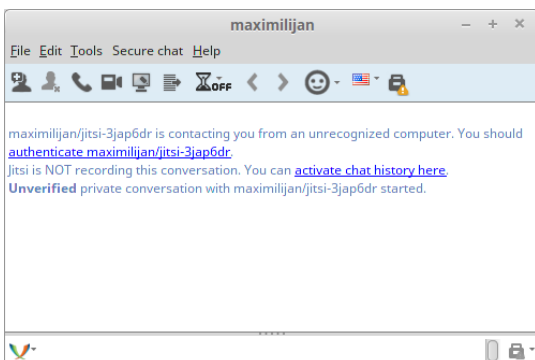 maximilijan
File Edit Tools Secure chat Help
OFF
maximilijan/jitsi-3jap6dr is contacting you from an unrecognized computer. You should
authenticate maximilijan/jitsi-3jap6dr.
Jitsi is NOT recording this conversation. You can activate chat history here.
Unverified private conversation with maximilijan/jitsi-3jap6dr started.